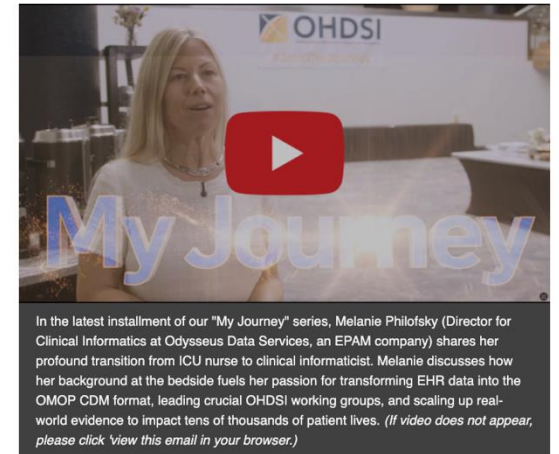 OHDSI
My Journey
In the latest installment of our "My Journey" series, Melanie Philofsky (Director for
Clinical Informatics at Odysseus Data Services, an EPAM company) shares her
profound transition from ICU nurse to clinical informaticist. Melanie discusses how
her background at the bedside fuels her passion for transforming EHR data into the
OMOP CDM format, leading crucial OHDSI working groups, and scaling up real-
world evidence to impact tens of thousands of patient lives. (If video does not appear,
please click 'view this email in your browser.)